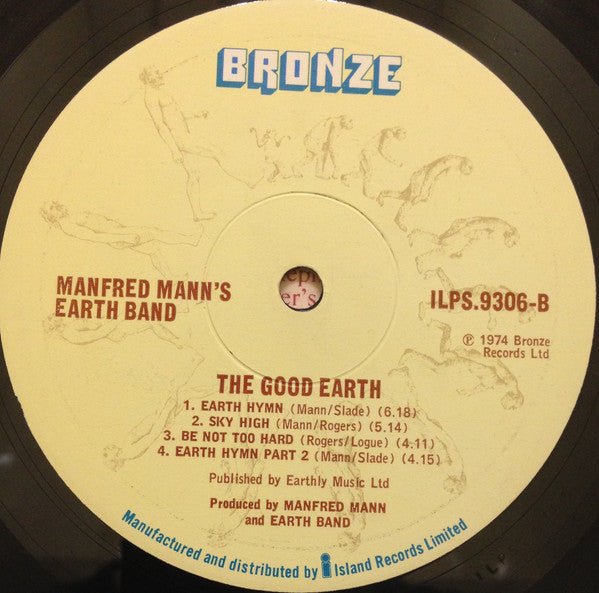 BRONZE
MANFRED MANN'S
EARTH BAND
ILPS.9306-B
℗ 1974 Bronze
Records Ltd
er's
THE GOOD EARTH
1. EARTH HYMN (Mann/Slade) (6.18)
2. SKY HIGH (Mann/Rogers) (5.14)
3. BE NOT TOO HARD (Rogers/Logue) (4.11)
4. EARTH HYMN PART 2 (Mann/Slade) (4.15)
Published by Earthly Music Ltd
Produced by MANFRED MANN
and EARTH BAND
Manufactured and distributed by i Island Records Limited